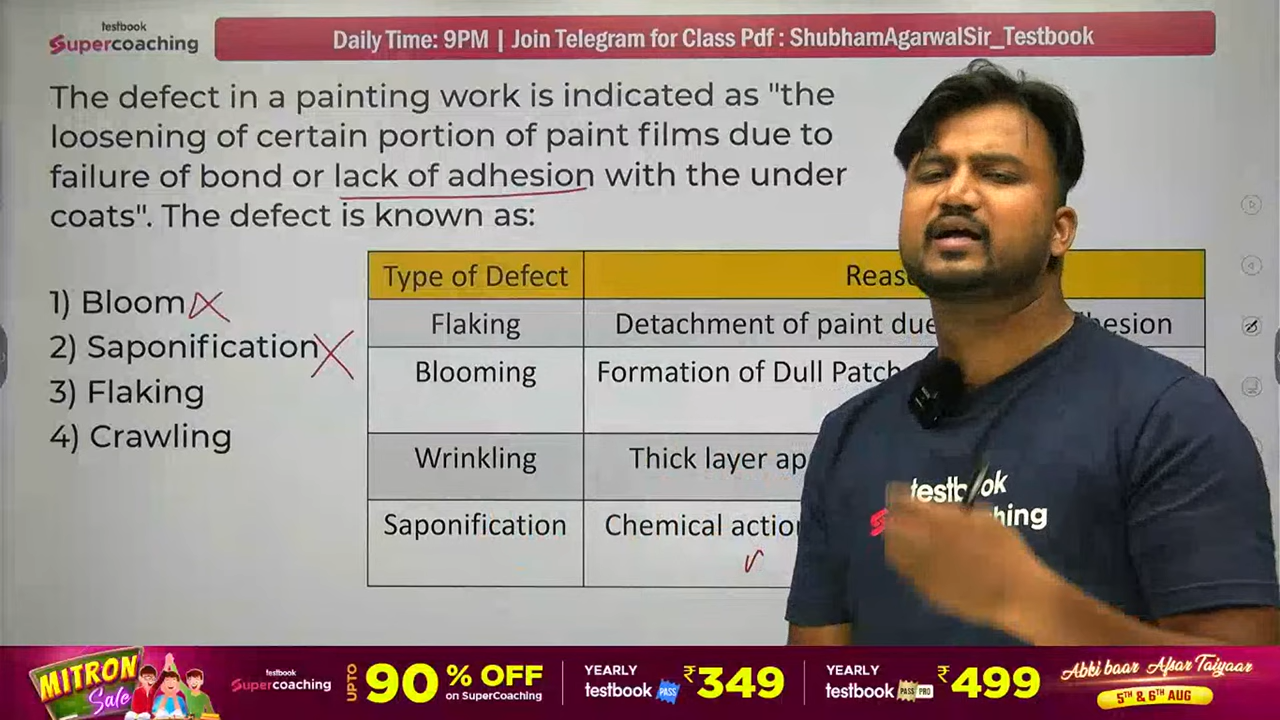 testbook
Supercoaching
Daily Time: 9PM | Join Telegram for Class Pdf : ShubhamAgarwalSir_Testbook
The defect in a painting work is indicated as "the
loosening of certain portion of paint films due to
failure of bond or lack of adhesion with the under
coats". The defect is known as:
1) Bloom
2) Saponification
3) Flaking
4) Crawling
Type of Defect
Flaking Detachment of paint due
Blooming Formation of Dull Patch
Wrinkling Thick layer
Saponification Chemical
testbook
MITRON
Sale
testbook
Supercoaching
UPTO 90% OFF
on SuperCoaching
YEARLY
testbook PASS
₹349
YEARLY
testbook PASS PRO
₹499
Abki baar Afsar Taiyaar
5TH & 6TH AUG